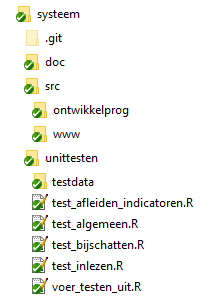 systeem
.git
doc
src
ontwikkelprog
www
unittesten
testdata
test_afleiden_indicatoren.R
test_algemeen.R
test_bijschatten.R
test_inlezen.R
voer_testen_uit.R